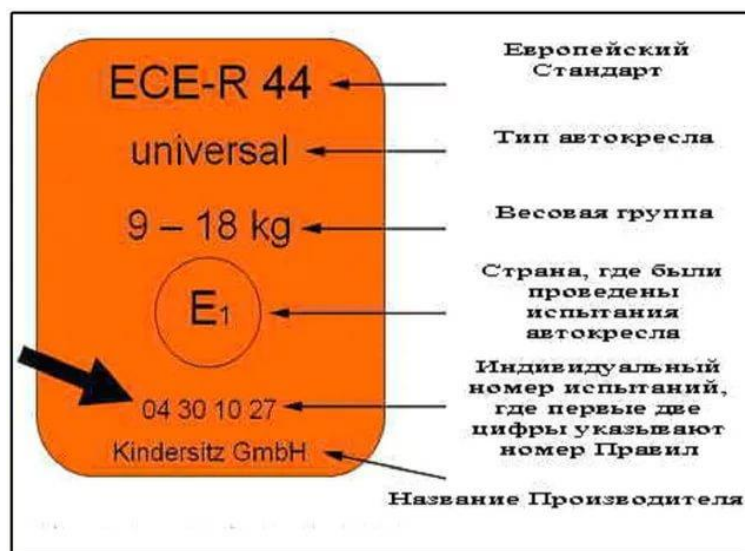 ECE-R 44
Европейский
Стандарт
universal
Тип автокресла
9 – 18 kg
Весовая группа
E1
Страна, где были
проведены
испытания
автокресла
04 30 10 27
Индивидуальный
номер испытаний,
где первые две
цифры указывают
номер Правил
Kindersitz GmbH
Название Производителя